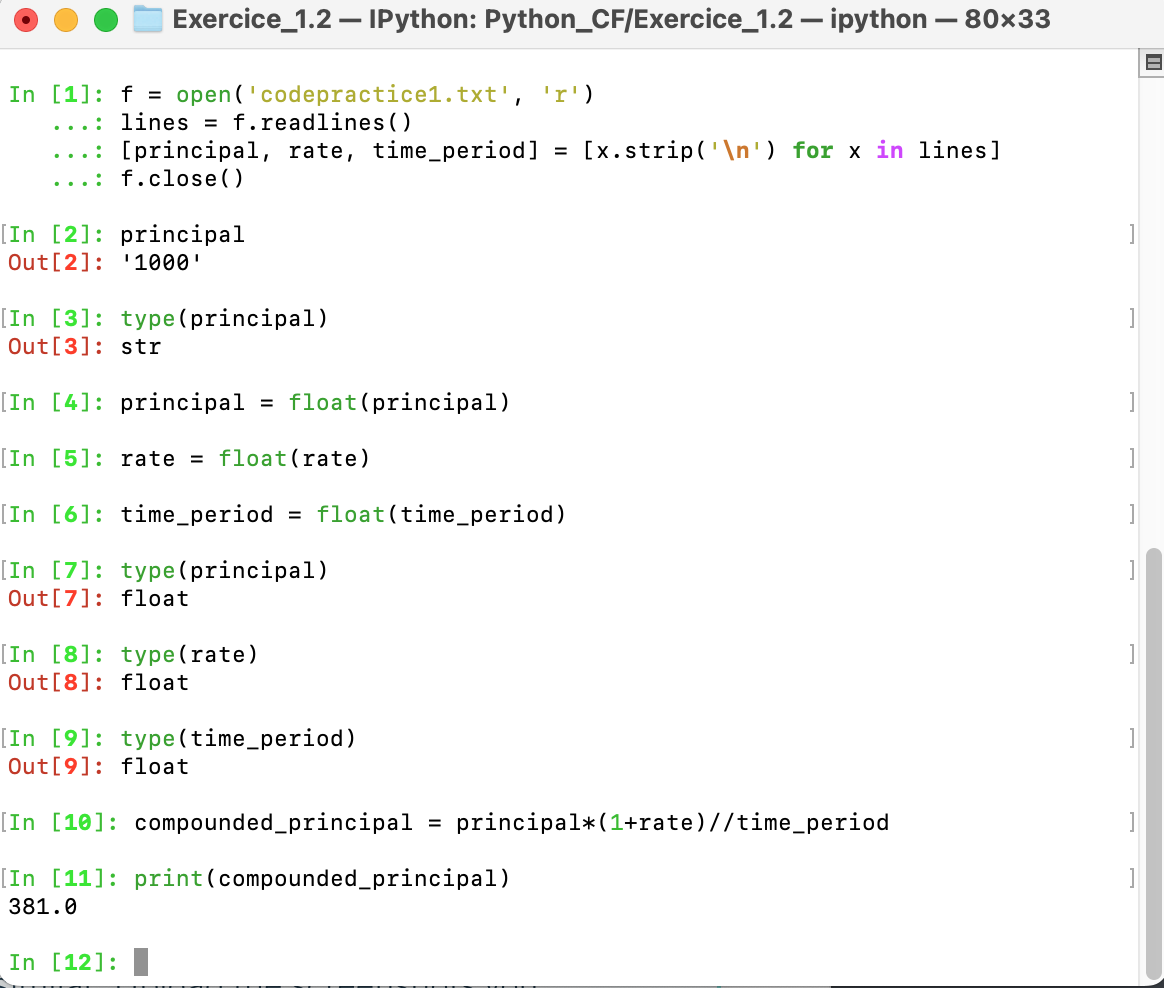 Exercice_1.2 — IPython: Python_CF/Exercice_1.2 — ipython — 80×33
In [1]: f = open('codepractice1.txt', 'r')
   ...: lines = f.readlines()
   ...: [principal, rate, time_period] = [x.strip('\n') for x in lines]
   ...: f.close()
[In [2]: principal ]
Out[2]: '1000'
[In [3]: type(principal) ]
Out[3]: str
[In [4]: principal = float(principal) ]
[In [5]: rate = float(rate) ]
[In [6]: time_period = float(time_period) ]
[In [7]: type(principal) ]
Out[7]: float
[In [8]: type(rate) ]
Out[8]: float
[In [9]: type(time_period) ]
Out[9]: float
[In [10]: compounded_principal = principal*(1+rate)//time_period ]
[In [11]: print(compounded_principal) ]
381.0
In [12]: